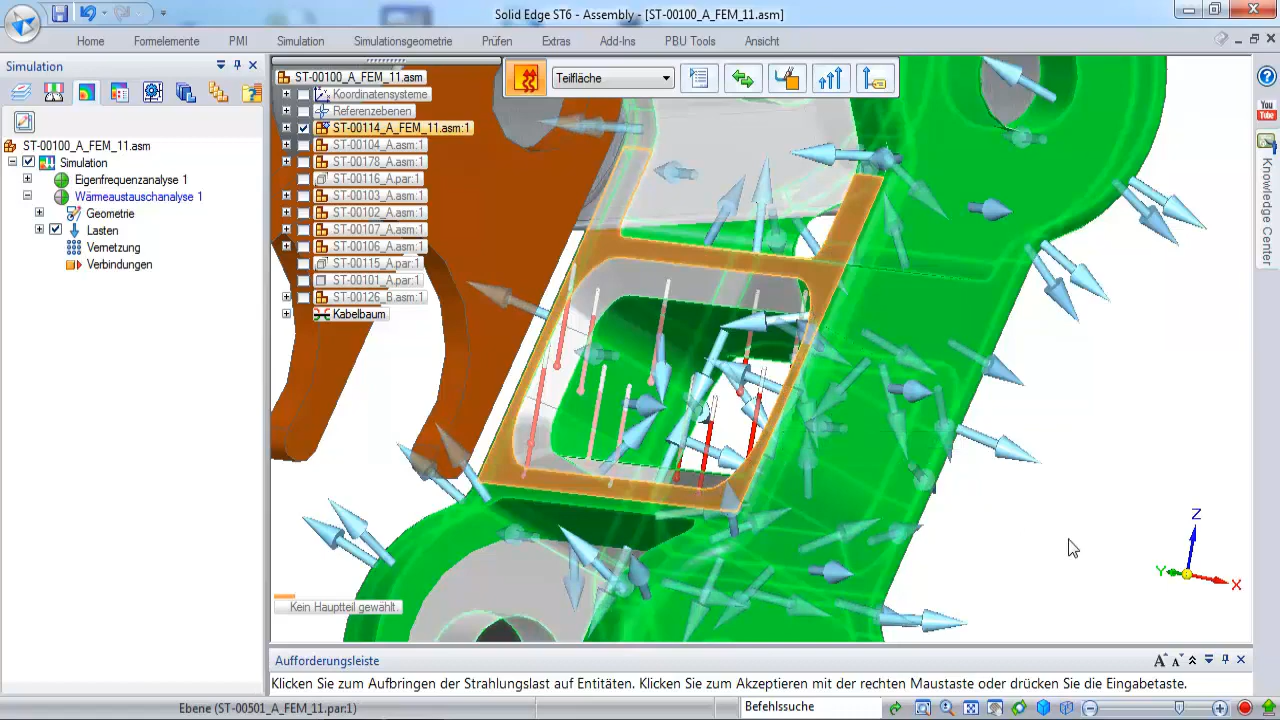 Solid Edge ST6 - Assembly - [ST-00100_A_FEM_11.asm]
Home Formelemente PMI Simulation Simulationsgeometrie Prüfen Extras Add-Ins PBU Tools Ansicht
Simulation
ST-00100_A_FEM_11.asm
Simulation
Eigenfrequenzanalyse 1
Wärmeaustauschanalyse 1
Geometrie
Lasten
Vernetzung
Verbindungen
ST-00100_A_FEM_11.asm
Koordinatensysteme
Referenzebenen
ST-00114_A_FEM_11.asm:1
ST-00104_A.asm:1
ST-00178_A.asm:1
ST-00116_A.par:1
ST-00103_A.asm:1
ST-00102_A.asm:1
ST-00107_A.asm:1
ST-00106_A.asm:1
ST-00115_A.par:1
ST-00101_A.par:1
ST-00126_B.asm:1
Kabelbaum
Teilfläche
You
Tube
Knowledge Center
Z
Y
X
Kein Hauptteil gewählt.
Aufforderungsleiste
Klicken Sie zum Aufbringen der Strahlungslast auf Entitäten. Klicken Sie zum Akzeptieren mit der rechten Maustaste oder drücken Sie die Eingabetaste.
Ebene (ST-00501_A_FEM_11.par:1)
Befehlssuche